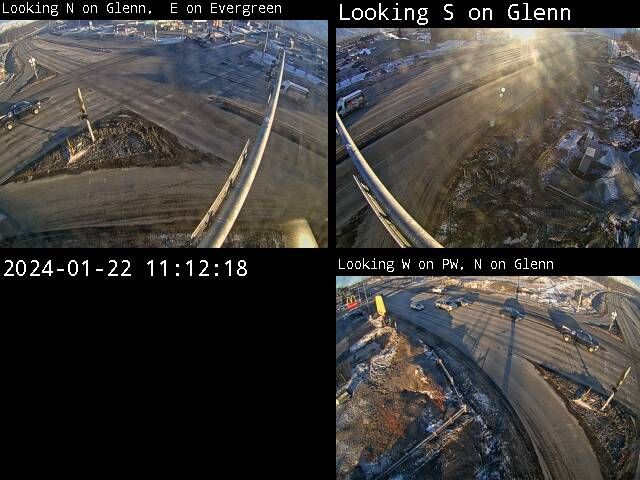 Looking N on Glenn,  E on Evergreen
Looking S on Glenn
2024-01-22 11:12:18
Looking W on PW, N on Glenn